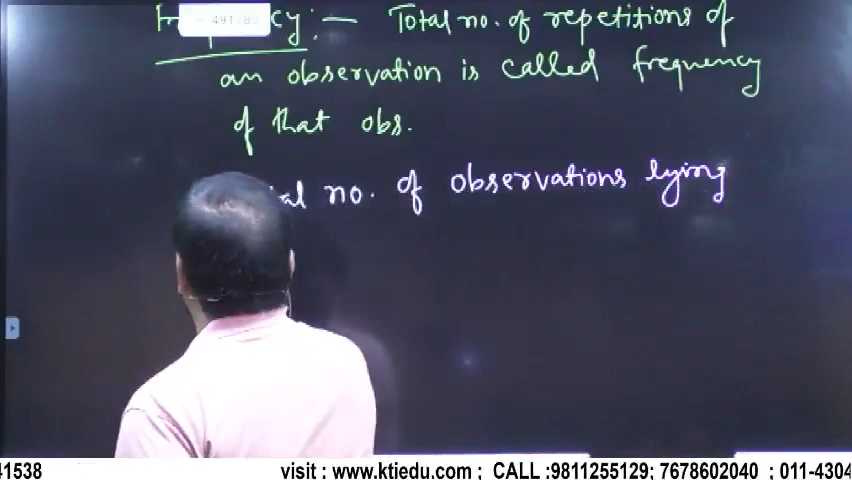 cy :— Total no. of repetitions of
an observation is called frequency
of that obs.
no. of observations lying
41538 visit : www.ktiedu.com ; CALL :9811255129; 7678602040 ; 011-4304